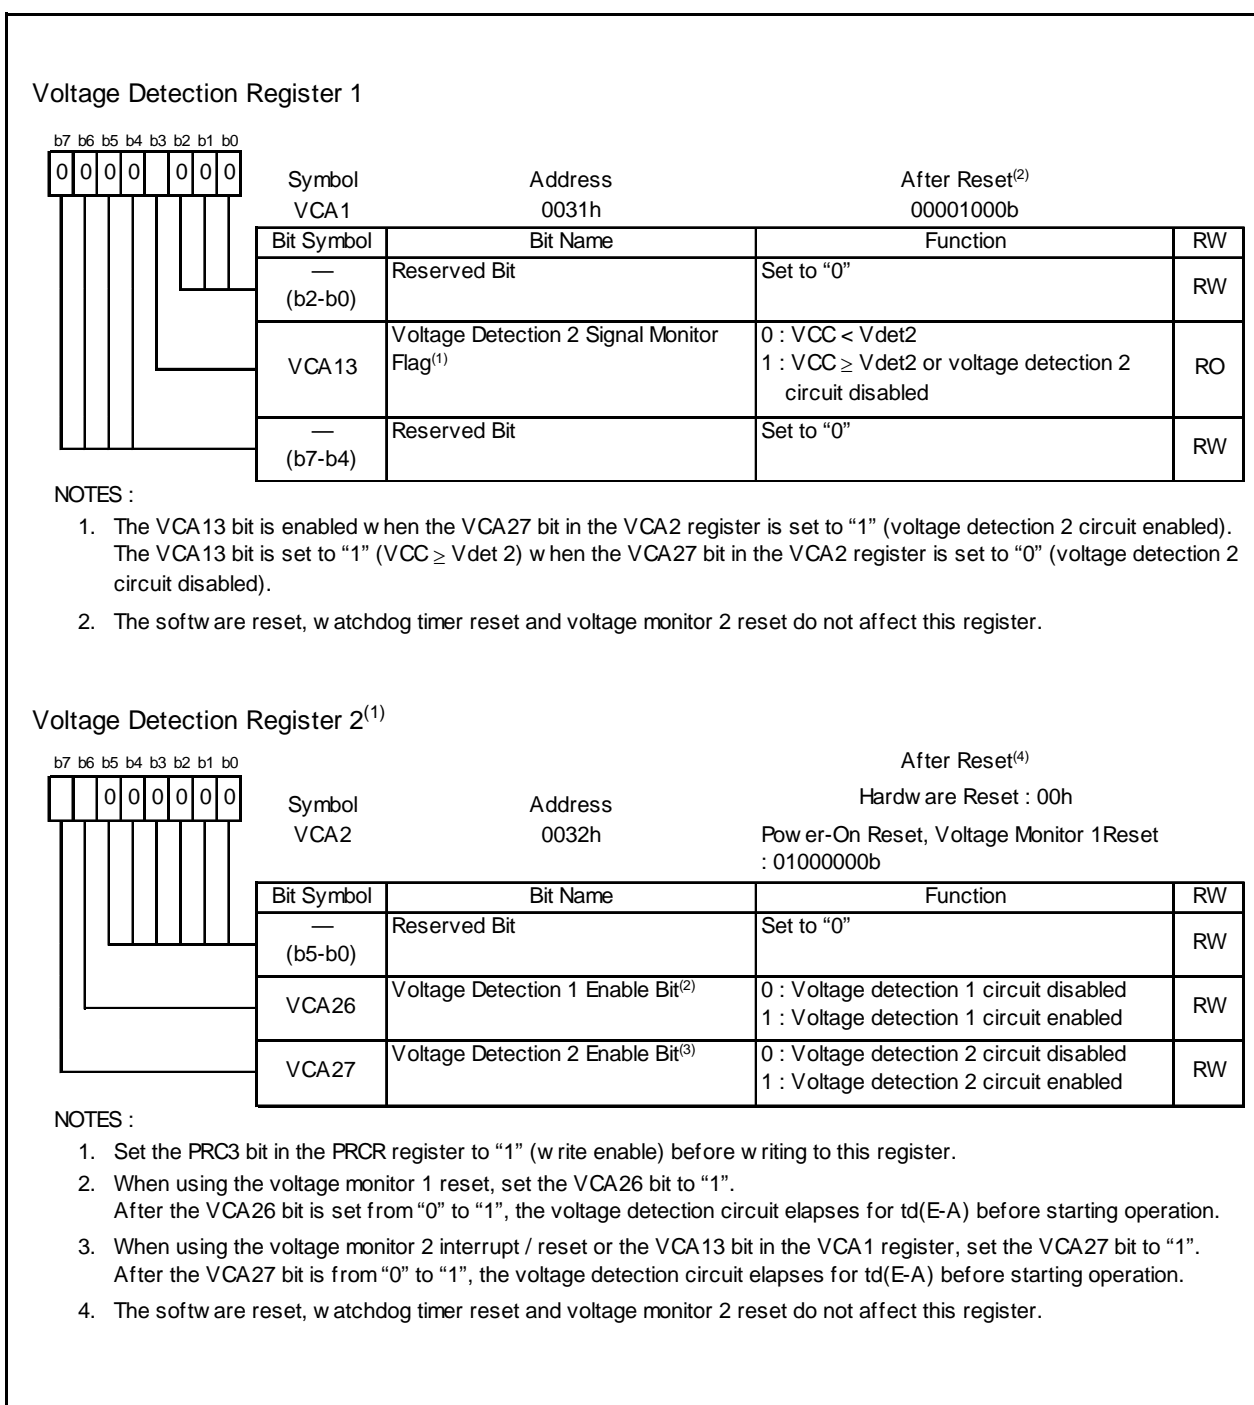 Voltage Detection Register 1
b7 b6 b5 b4 b3 b2 b1 b0
0 0 0 0 0 0 0
Symbol Address After Reset(2)
VCA1 0031h 00001000b
Bit Symbol Bit Name Function RW
— Reserved Bit Set to “0” RW
(b2-b0)
VCA13 Voltage Detection 2 Signal Monitor 0 : VCC < Vdet2 RO
Flag(1) 1 : VCC ≥ Vdet2 or voltage detection 2
circuit disabled
— Reserved Bit Set to “0” RW
(b7-b4)
NOTES :
1. The VCA13 bit is enabled when the VCA27 bit in the VCA2 register is set to “1” (voltage detection 2 circuit enabled).
The VCA13 bit is set to “1” (VCC ≥ Vdet 2) when the VCA27 bit in the VCA2 register is set to “0” (voltage detection 2
circuit disabled).
2. The software reset, watchdog timer reset and voltage monitor 2 reset do not affect this register.
Voltage Detection Register 2(1)
b7 b6 b5 b4 b3 b2 b1 b0
0 0 0 0 0 0
After Reset(4)
Symbol Address Hardware Reset : 00h
VCA2 0032h Power-On Reset, Voltage Monitor 1Reset
: 01000000b
Bit Symbol Bit Name Function RW
— Reserved Bit Set to “0” RW
(b5-b0)
VCA26 Voltage Detection 1 Enable Bit(2) 0 : Voltage detection 1 circuit disabled RW
1 : Voltage detection 1 circuit enabled
VCA27 Voltage Detection 2 Enable Bit(3) 0 : Voltage detection 2 circuit disabled RW
1 : Voltage detection 2 circuit enabled
NOTES :
1. Set the PRC3 bit in the PRCR register to “1” (write enable) before writing to this register.
2. When using the voltage monitor 1 reset, set the VCA26 bit to “1”.
After the VCA26 bit is set from “0” to “1”, the voltage detection circuit elapses for td(E-A) before starting operation.
3. When using the voltage monitor 2 interrupt / reset or the VCA13 bit in the VCA1 register, set the VCA27 bit to “1”.
After the VCA27 bit is from “0” to “1”, the voltage detection circuit elapses for td(E-A) before starting operation.
4. The software reset, watchdog timer reset and voltage monitor 2 reset do not affect this register.